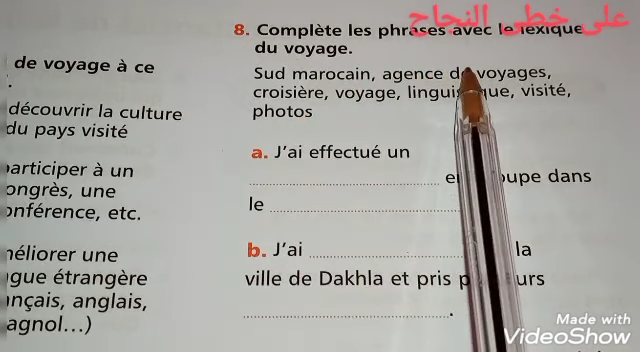 على خطى النجاح
de voyage à ce
.
découvrir la culture
du pays visité
participer à un
congrès, une
conférence, etc.
améliorer une
langue étrangère
français, anglais,
agnol...)
8. Complète les phrases avec le lexique
du voyage.
Sud marocain, agence de voyages,
croisière, voyage, linguistique, visité,
photos
a. J'ai effectué un
........................ en groupe dans
le ........................
b. J'ai ........................ la
ville de Dakhla et pris plusieurs
........................ .
Made with
VideoShow